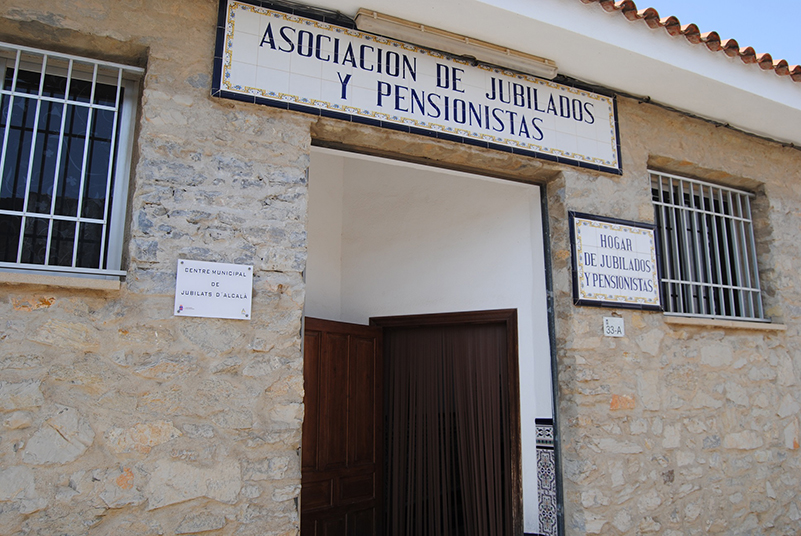 ASOCIACION DE JUBILADOS
Y PENSIONISTAS
CENTRE MUNICIPAL
DE
JUBILATS D'ALCALÀ
HOGAR
DE JUBILADOS
Y PENSIONISTAS
33-A